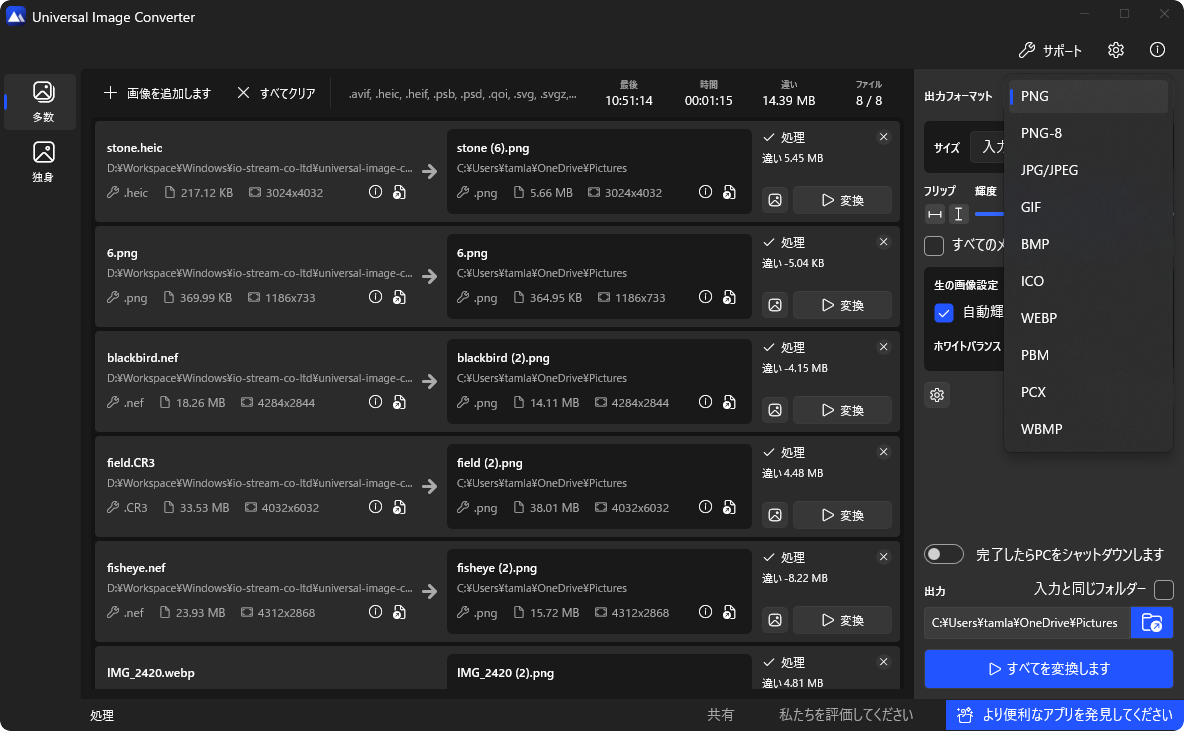 Universal Image Converter
サポート
多数
独身
画像を追加します
すべてクリア
.avif, .heic, .heif, .psb, .psd, .qoi, .svg, .svgz,...
最後
10:51:14
時間
00:01:15
違い
14.39 MB
ファイル
8 / 8
stone.heic
D:¥Workspace¥Windows¥io-stream-co-ltd¥universal-image-c...
.heic 217.12 KB 3024x4032
stone (6).png
C:¥Users¥tamla¥OneDrive¥Pictures
.png 5.66 MB 3024x4032
処理
違い 5.45 MB
変換
6.png
D:¥Workspace¥Windows¥io-stream-co-ltd¥universal-image-c...
.png 369.99 KB 1186x733
6.png
C:¥Users¥tamla¥OneDrive¥Pictures
.png 364.95 KB 1186x733
処理
違い -5.04 KB
変換
blackbird.nef
D:¥Workspace¥Windows¥io-stream-co-ltd¥universal-image-c...
.nef 18.26 MB 4284x2844
blackbird (2).png
C:¥Users¥tamla¥OneDrive¥Pictures
.png 14.11 MB 4284x2844
処理
違い -4.15 MB
変換
field.CR3
D:¥Workspace¥Windows¥io-stream-co-ltd¥universal-image-c...
.CR3 33.53 MB 4032x6032
field (2).png
C:¥Users¥tamla¥OneDrive¥Pictures
.png 38.01 MB 4032x6032
処理
違い 4.48 MB
変換
fisheye.nef
D:¥Workspace¥Windows¥io-stream-co-ltd¥universal-image-c...
.nef 23.93 MB 4312x2868
fisheye (2).png
C:¥Users¥tamla¥OneDrive¥Pictures
.png 15.72 MB 4312x2868
処理
違い -8.22 MB
変換
IMG_2420.webp
IMG_2420 (2).png
処理
違い 4.81 MB
出力フォーマット
サイズ 入力
フリップ 輝度
すべてのメ
生の画像設定
自動輝
ホワイトバランス
PNG
PNG-8
JPG/JPEG
GIF
BMP
ICO
WEBP
PBM
PCX
WBMP
完了したらPCをシャットダウンします
出力
入力と同じフォルダー
C:¥Users¥tamla¥OneDrive¥Pictures
すべてを変換します
処理
共有
私たちを評価してください
より便利なアプリを発見してください